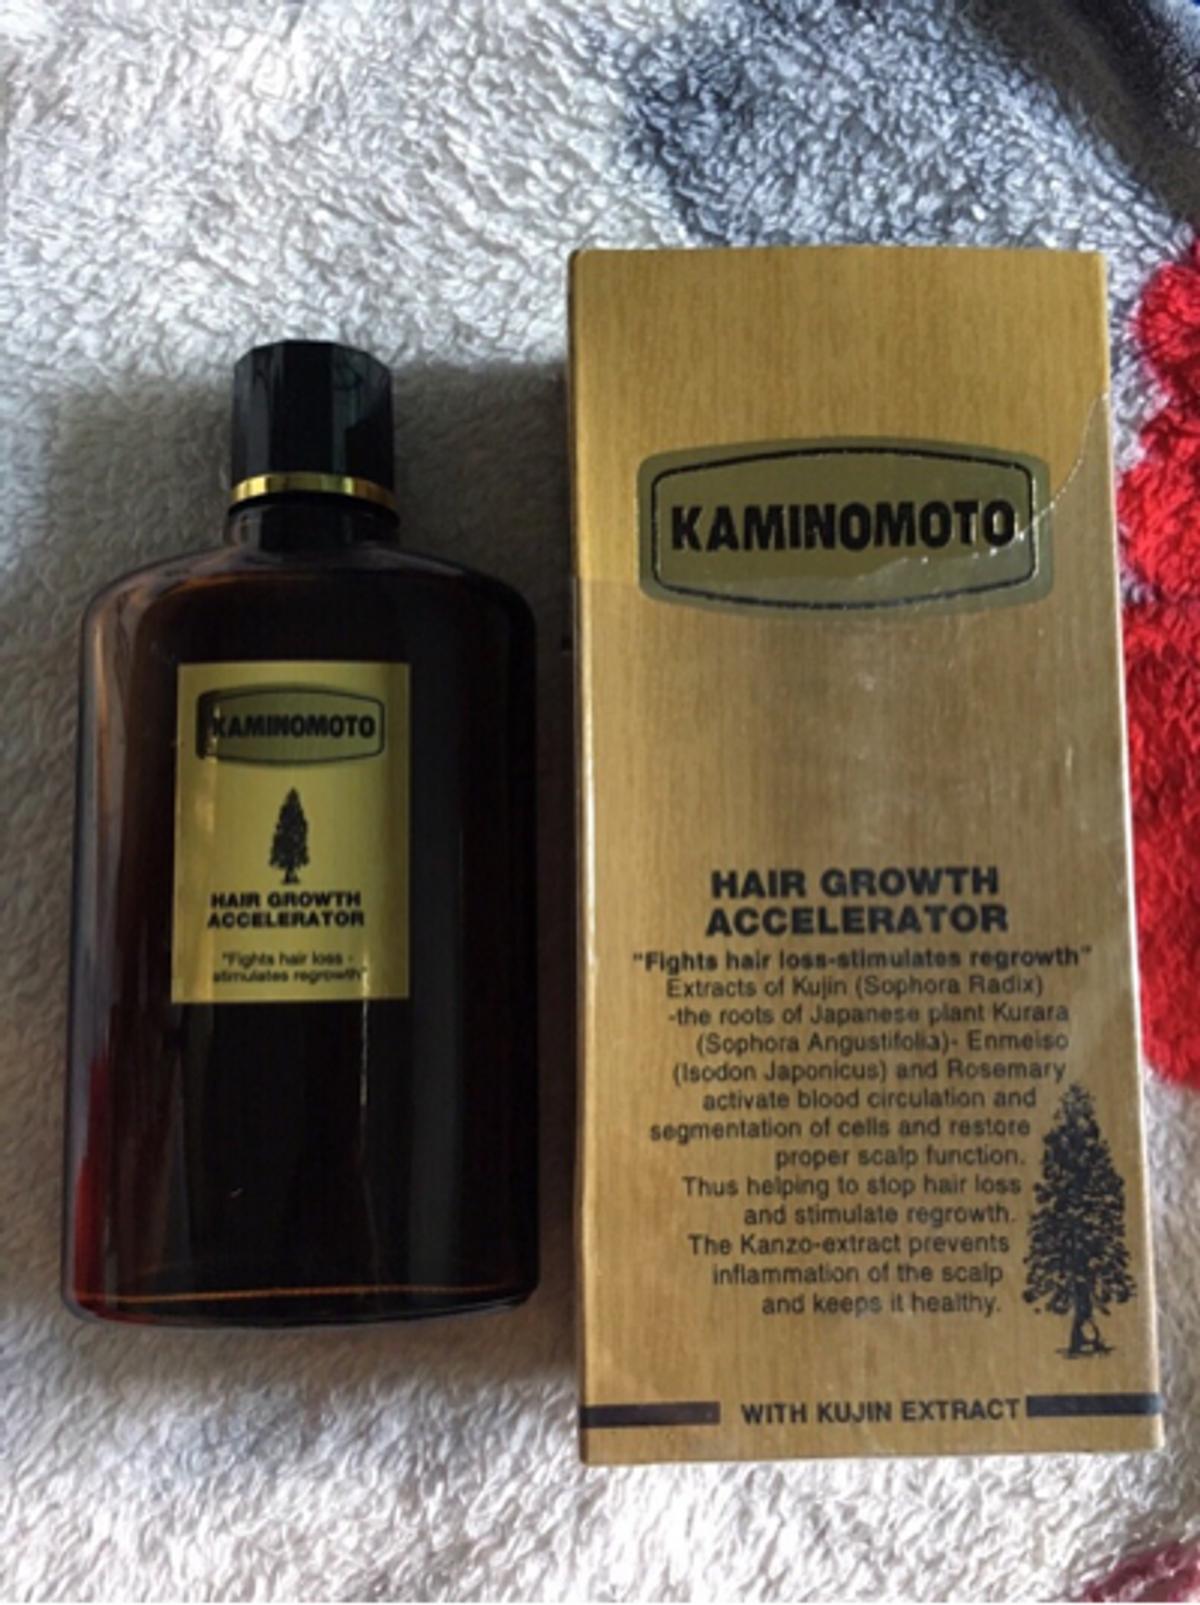 KAMINOMOTO
HAIR GROWTH
ACCELERATOR
"Fights hair loss -
stimulates regrowth"
KAMINOMOTO
HAIR GROWTH
ACCELERATOR
"Fights hair loss-stimulates regrowth"
Extracts of Kujin (Sophora Radix)
-the roots of Japanese plant Kurara
(Sophora Angustifolia)- Enmeiso
(Isodon Japonicus) and Rosemary
activate blood circulation and
segmentation of cells and restore
proper scalp function.
Thus helping to stop hair loss
and stimulate regrowth.
The Kanzo-extract prevents
inflammation of the scalp
and keeps it healthy.
WITH KUJIN EXTRACT